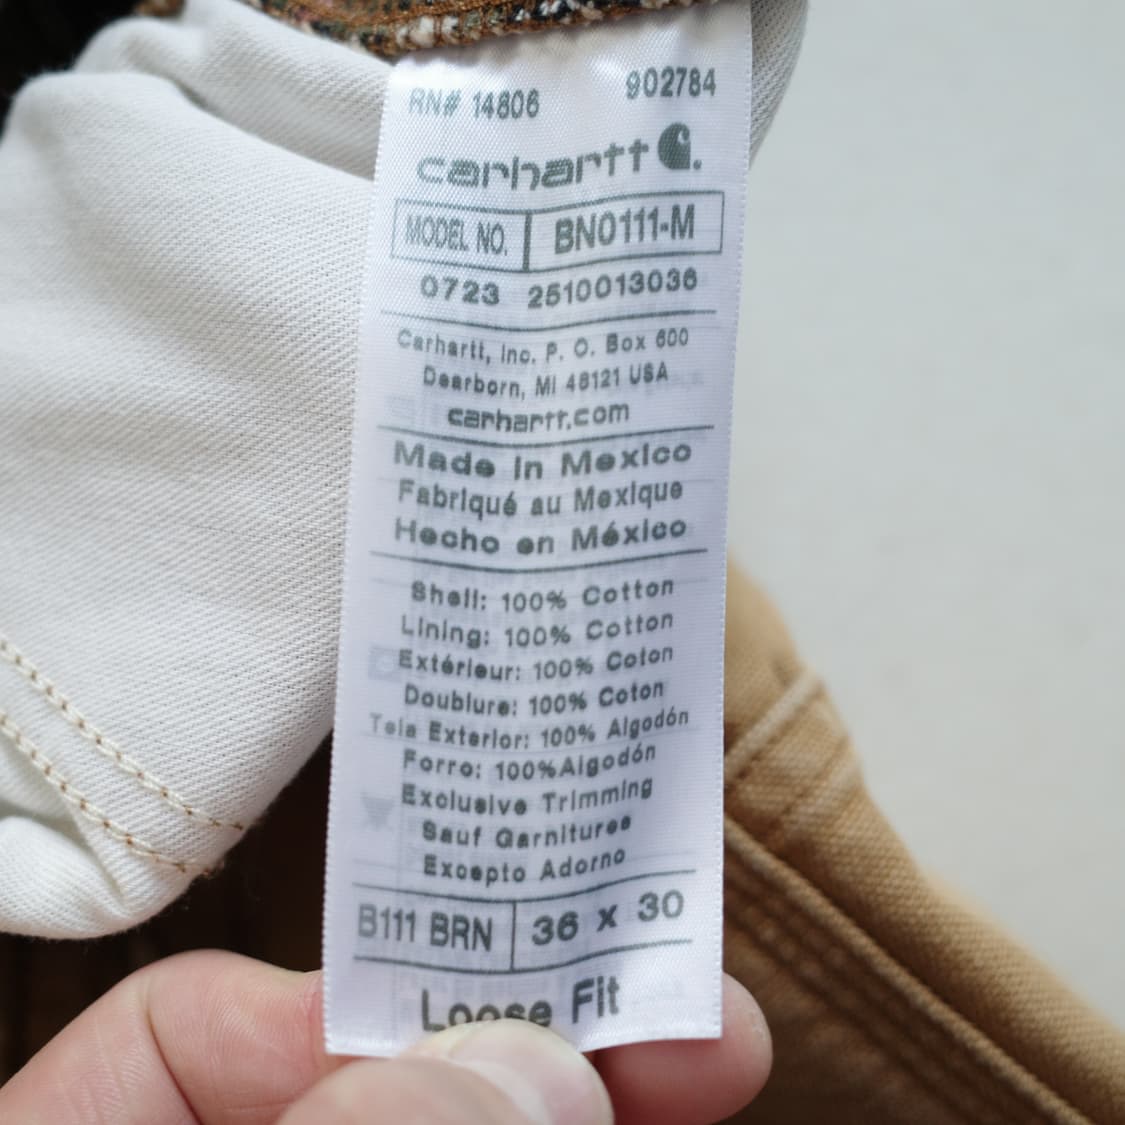 RN# 14806 902784
carhartt
MODEL NO. BN0111-M
0723 2510013036
Carhartt, Inc. P. O. Box 600
Dearborn, MI 48121 USA
carhartt.com
Made in Mexico
Fabriqué au Mexique
Hecho en México
Shell: 100% Cotton
Lining: 100% Cotton
Extérieur: 100% Coton
Doublure: 100% Coton
Tela Exterior: 100% Algodón
Forro: 100%Algodón
Exclusive Trimming
Sauf Garnitures
Excepto Adorno
B111 BRN 36 x 30
Loose Fit